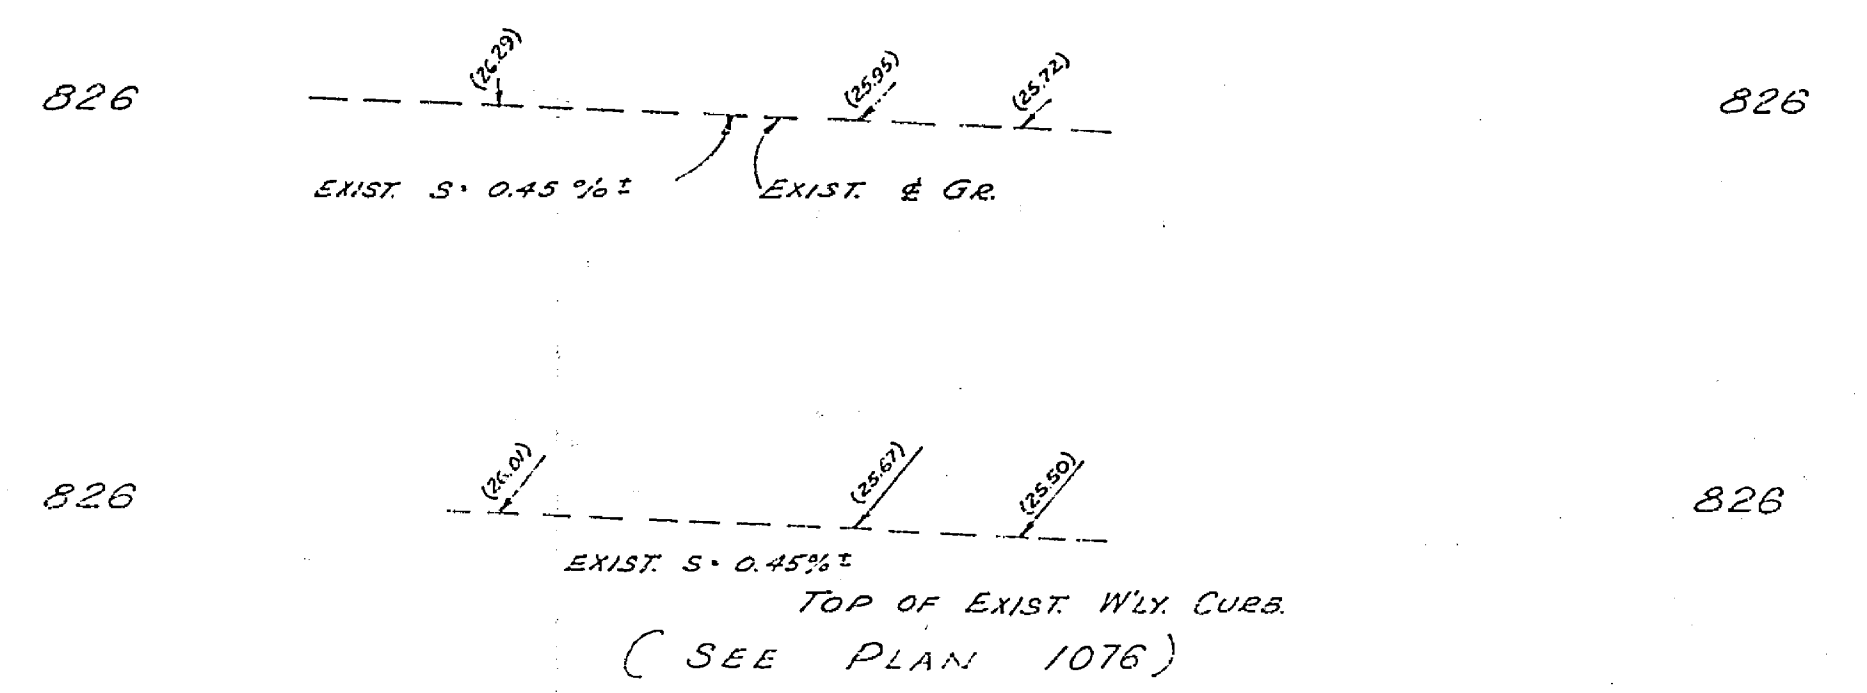 (26.29)
(25.95)
(25.72)
826
826
EXIST. S. 0.45 % ±
EXIST. ℄ GR.
(26.01)
(25.67)
(25.50)
826
826
EXIST. S. 0.45% ±
TOP OF EXIST. W'LY. CURB.
(SEE PLAN 1076)